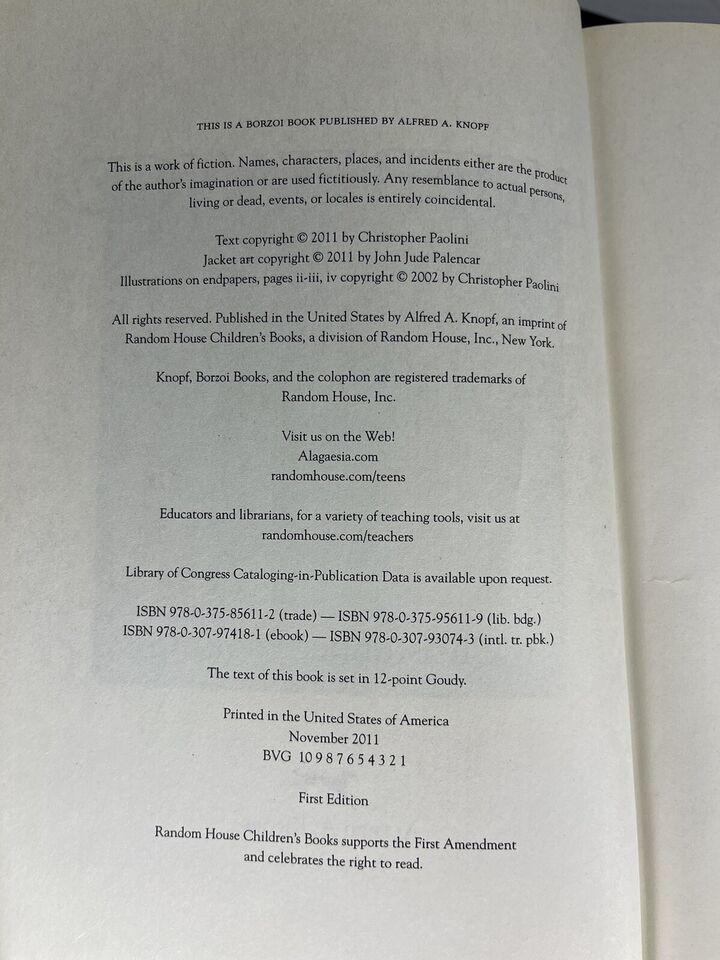 THIS IS A BORZOI BOOK PUBLISHED BY ALFRED A. KNOPF
This is a work of fiction. Names, characters, places, and incidents either are the product
of the author's imagination or are used fictitiously. Any resemblance to actual persons,
living or dead, events, or locales is entirely coincidental.
Text copyright © 2011 by Christopher Paolini
Jacket art copyright © 2011 by John Jude Palencar
Illustrations on endpapers, pages ii-iii, iv copyright © 2002 by Christopher Paolini
All rights reserved. Published in the United States by Alfred A. Knopf, an imprint of
Random House Children's Books, a division of Random House, Inc., New York.
Knopf, Borzoi Books, and the colophon are registered trademarks of
Random House, Inc.
Visit us on the Web!
Alagaesia.com
randomhouse.com/teens
Educators and librarians, for a variety of teaching tools, visit us at
randomhouse.com/teachers
Library of Congress Cataloging-in-Publication Data is available upon request.
ISBN 978-0-375-85611-2 (trade) — ISBN 978-0-375-95611-9 (lib. bdg.)
ISBN 978-0-307-97418-1 (ebook) — ISBN 978-0-307-93074-3 (intl. tr. pbk.)
The text of this book is set in 12-point Goudy.
Printed in the United States of America
November 2011
BVG 10 9 8 7 6 5 4 3 2 1
First Edition
Random House Children's Books supports the First Amendment
and celebrates the right to read.